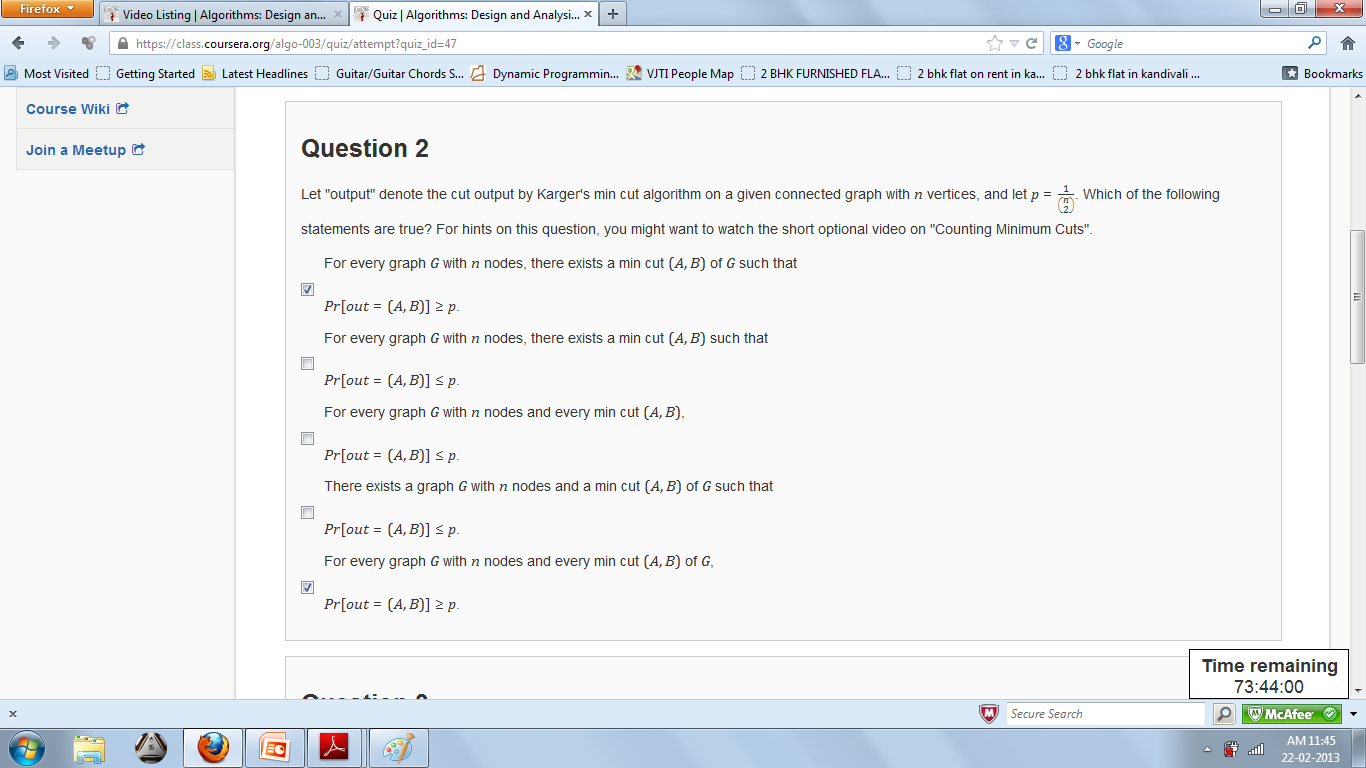 Firefox
Video Listing | Algorithms: Design an...
Quiz | Algorithms: Design and Analysi...
https://class.coursera.org/algo-003/quiz/attempt?quiz_id=47
Google
Most Visited
Getting Started
Latest Headlines
Guitar/Guitar Chords S...
Dynamic Programmin...
VJTI People Map
2 BHK FURNISHED FLA...
2 bhk flat on rent in ka...
2 bhk flat in kandivali ...
Bookmarks
Course Wiki
Join a Meetup
Question 2
Let "output" denote the cut output by Karger's min cut algorithm on a given connected graph with n vertices, and let p = 1/(n 2). Which of the following
statements are true? For hints on this question, you might want to watch the short optional video on "Counting Minimum Cuts".
For every graph G with n nodes, there exists a min cut (A, B) of G such that
Pr[out = (A, B)] ≥ p.
For every graph G with n nodes, there exists a min cut (A, B) such that
Pr[out = (A, B)] ≤ p.
For every graph G with n nodes and every min cut (A, B),
Pr[out = (A, B)] ≤ p.
There exists a graph G with n nodes and a min cut (A, B) of G such that
Pr[out = (A, B)] ≤ p.
For every graph G with n nodes and every min cut (A, B) of G,
Pr[out = (A, B)] ≥ p.
Time remaining
73:44:00
Secure Search
McAfee
AM 11:45
22-02-2013